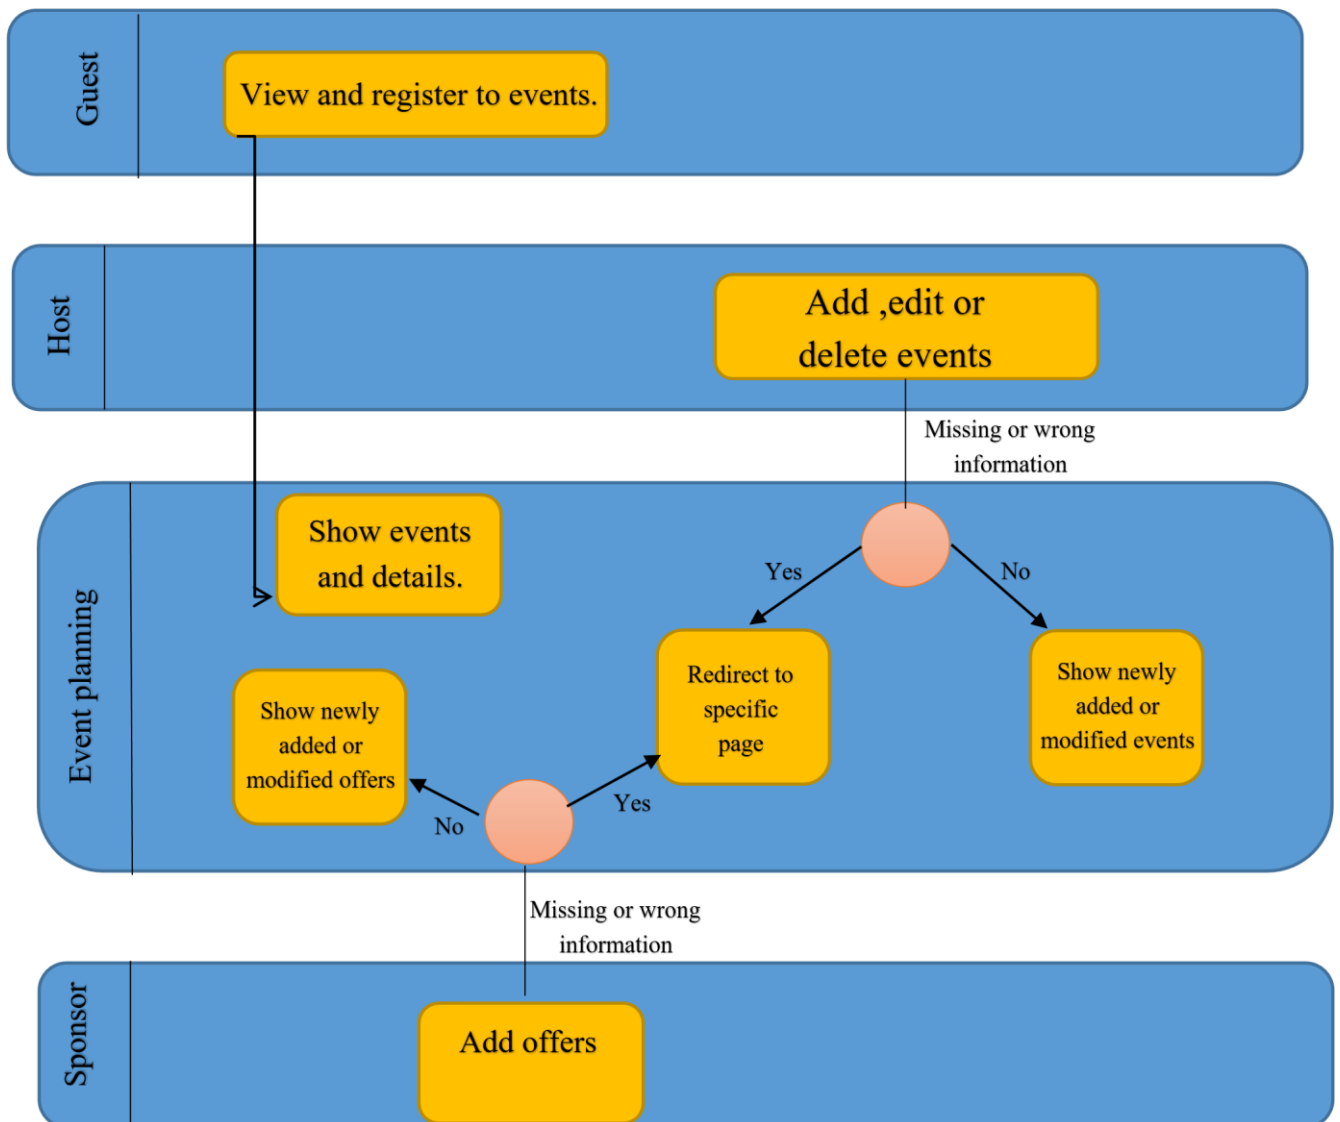 Guest
View and register to events.
Host
Add ,edit or
delete events
Missing or wrong
information
Event planning
Show events
and details.
Yes
No
Redirect to
specific
page
Show newly
added or
modified events
Show newly
added or
modified offers
No
Yes
Missing or wrong
information
Sponsor
Add offers